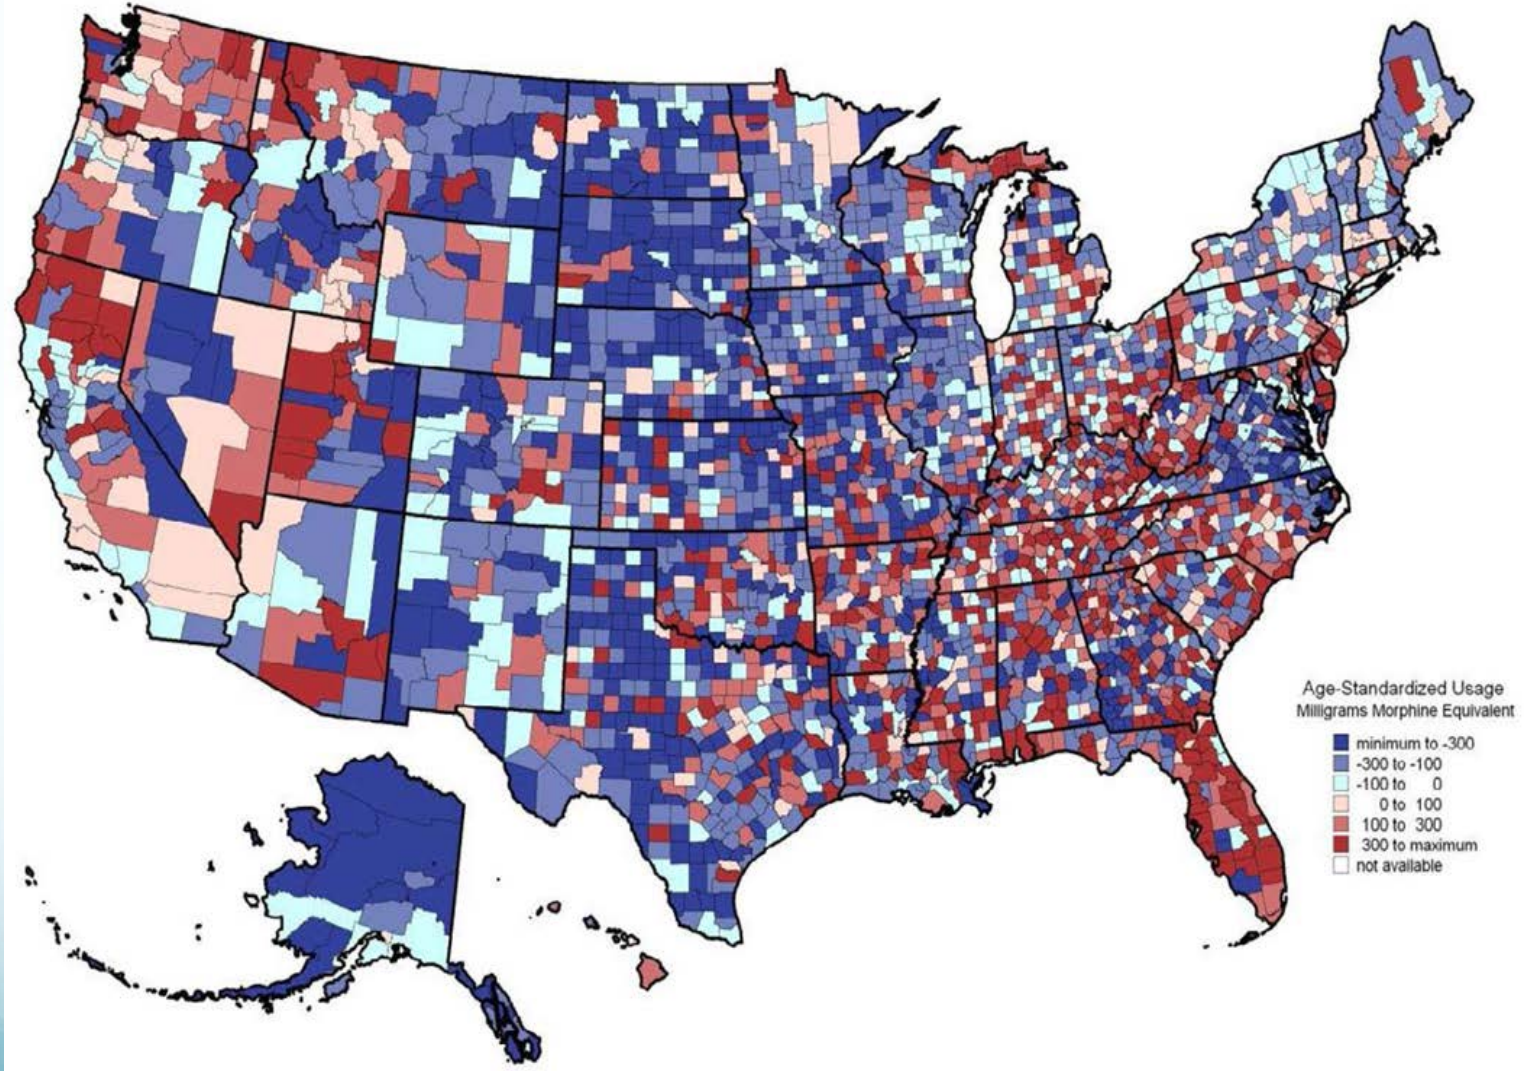 Age-Standardized Usage
Milligrams Morphine Equivalent
minimum to -300
-300 to -100
-100 to 0
0 to 100
100 to 300
300 to maximum
not available